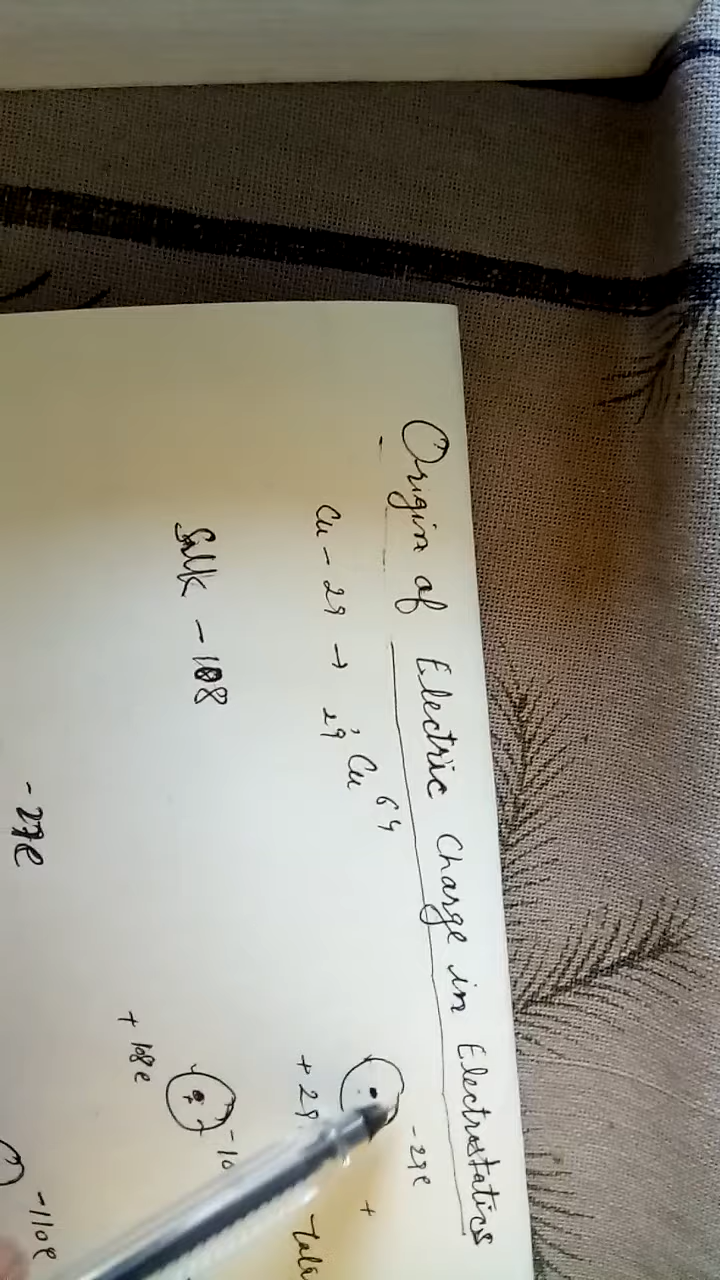 Origin of Electric Charge in Electrostatics
Cu - 29 → 29 Cu 64
-29e
+29
+
Silk - 108
+108e
-10
-27e
-110e